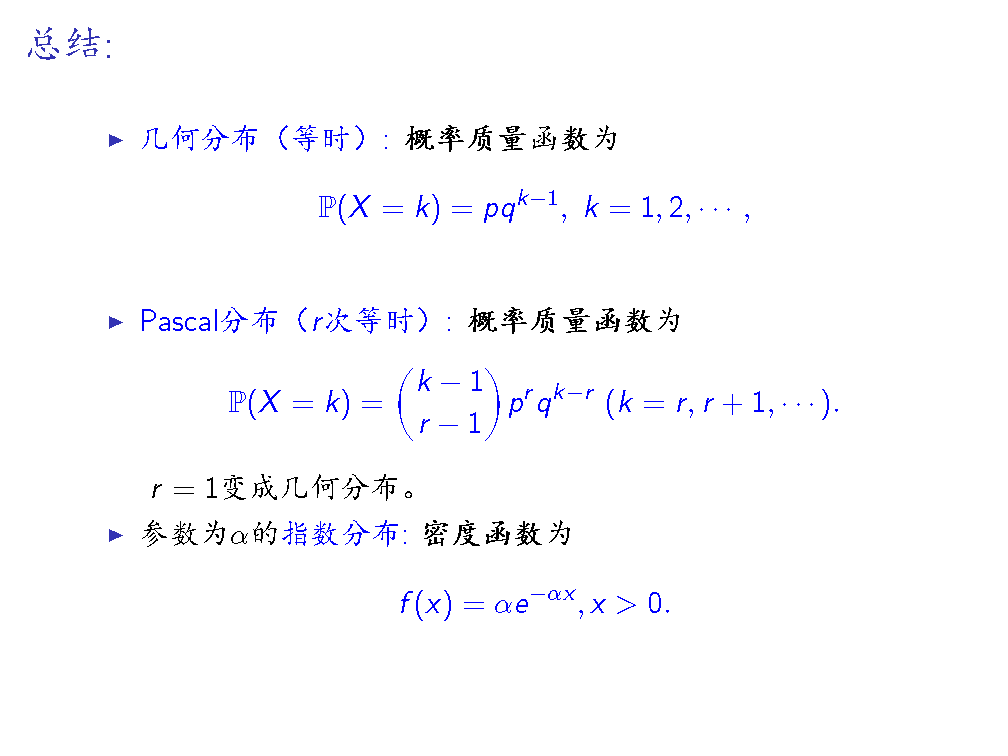 总结:
▶ 几何分布（等时）: 概率质量函数为
ℙ(X = k) = pq^{k−1}, k = 1, 2, ⋯ ,
▶ Pascal分布（r次等时）: 概率质量函数为
ℙ(X = k) = \binom{k − 1}{r − 1} p^r q^{k−r} (k = r, r + 1, ⋯ ).
r = 1变成几何分布。
▶ 参数为α的指数分布: 密度函数为
f(x) = αe^{−αx}, x > 0.